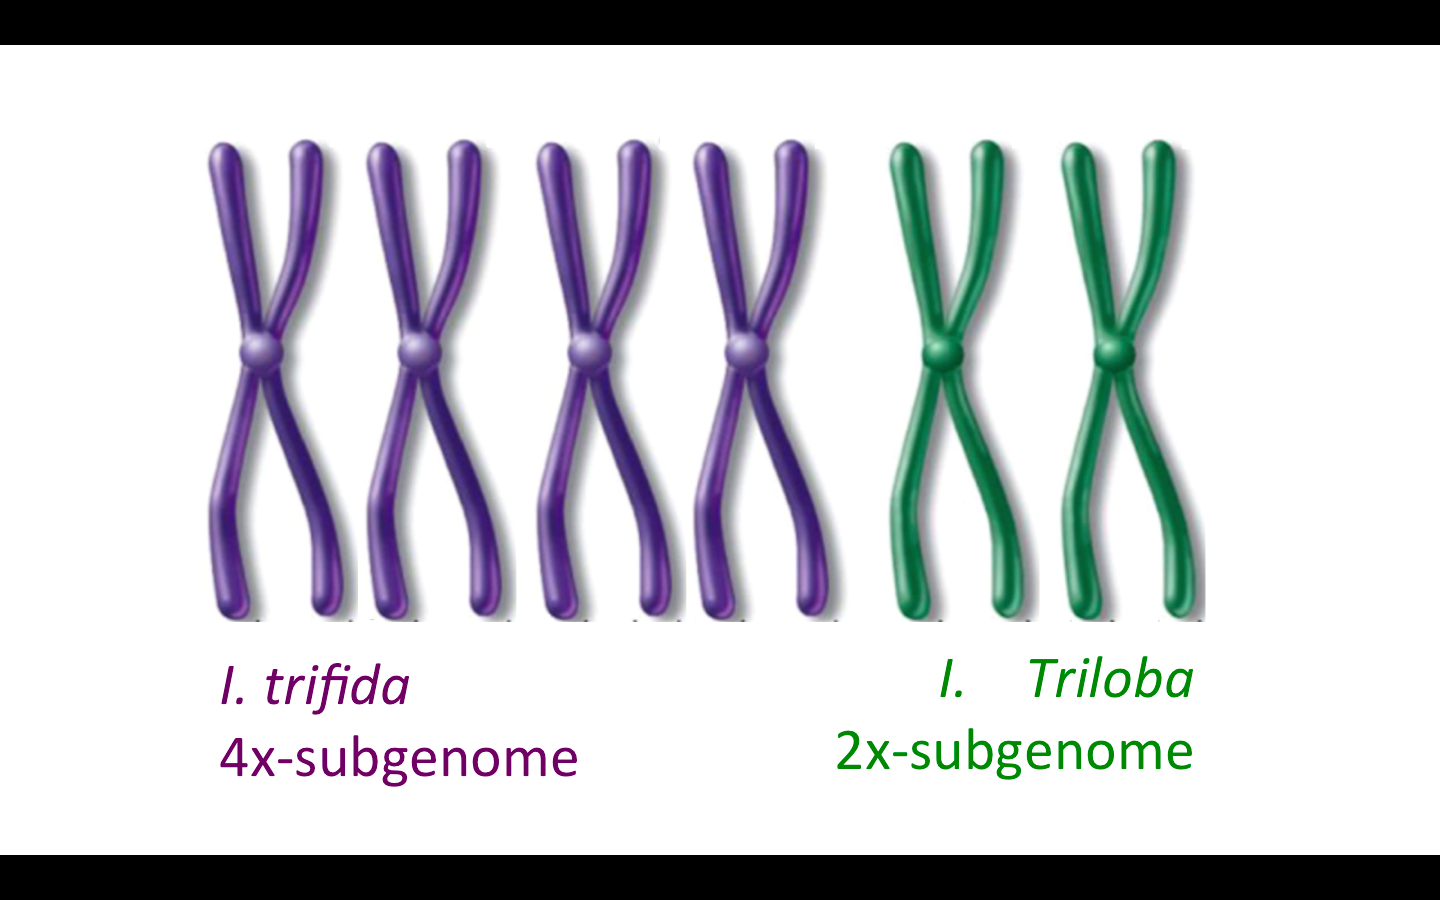 I. trifida
4x-subgenome
I. Triloba
2x-subgenome